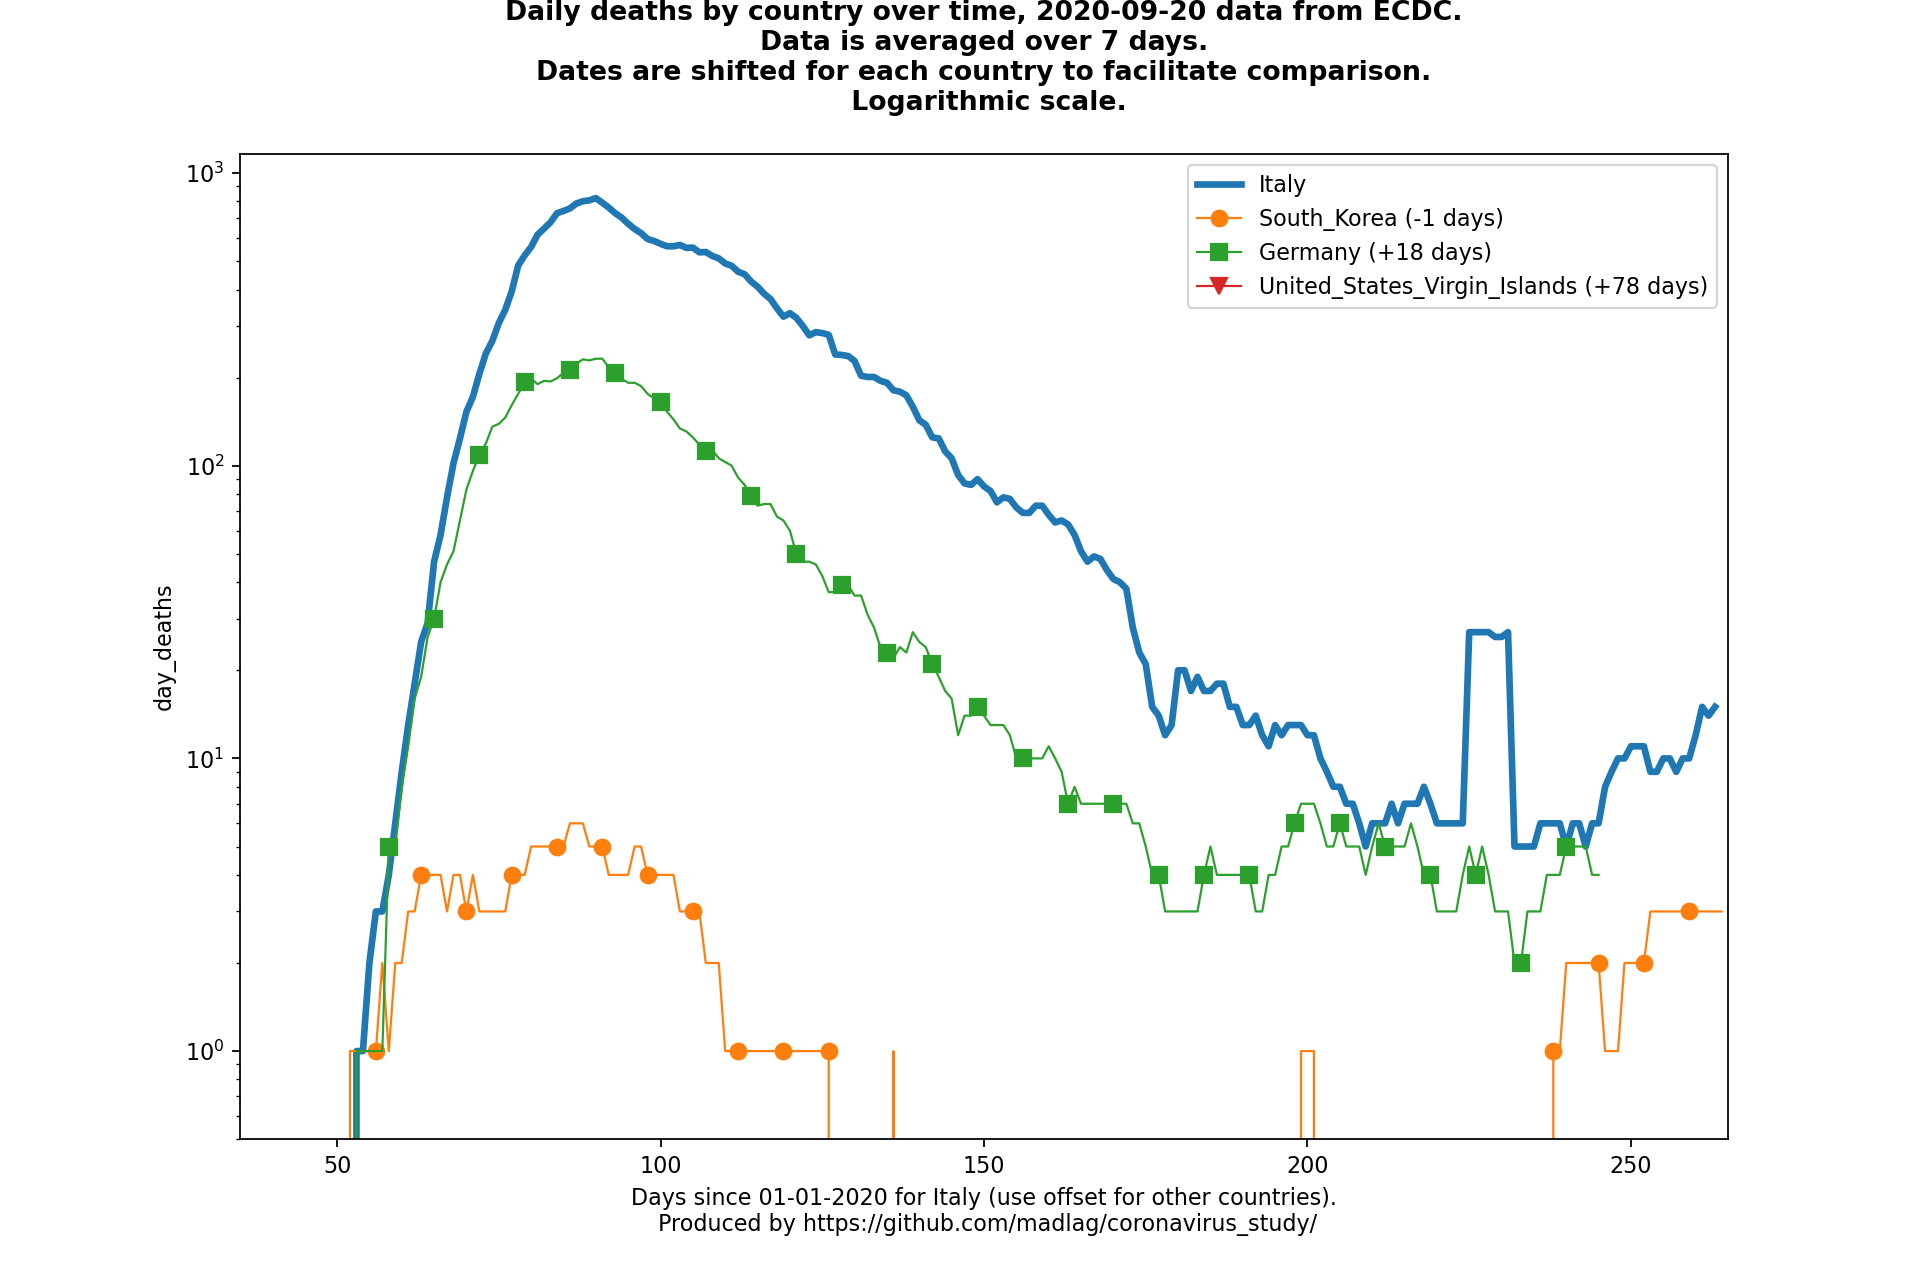 Daily deaths by country over time, 2020-09-20 data from ECDC.
Data is averaged over 7 days.
Dates are shifted for each country to facilitate comparison.
Logarithmic scale.
10³
10²
10¹
10⁰
day_deaths
Italy
South_Korea (-1 days)
Germany (+18 days)
United_States_Virgin_Islands (+78 days)
50 100 150 200 250
Days since 01-01-2020 for Italy (use offset for other countries).
Produced by https://github.com/madlag/coronavirus_study/